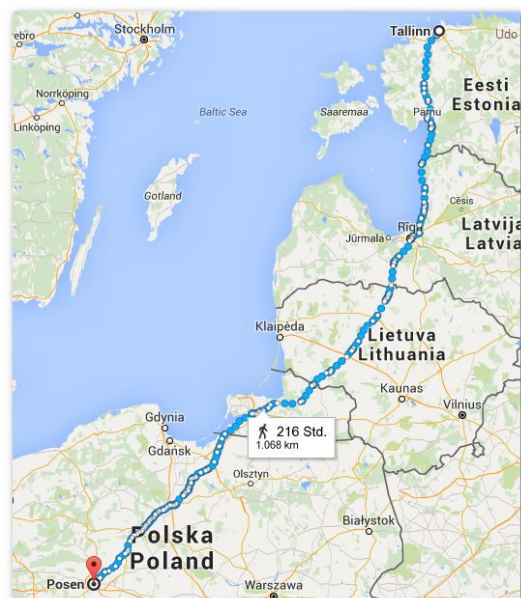 Tallinn
Stockholm
ebro
Udo
Norrköping
Linköping
Baltic Sea
Saaremaa
Pärnu
Eesti
Estonia
Gotland
Cēsis
Rīg
Jūrmala
Latvija
Latvia
Klaipėda
Lietuva
Lithuania
Kaunas
Vilnius
Gdynia
Gdańsk
216 Std.
1.068 km
Olsztyn
Białystok
Polska
Poland
Posen
Warszawa